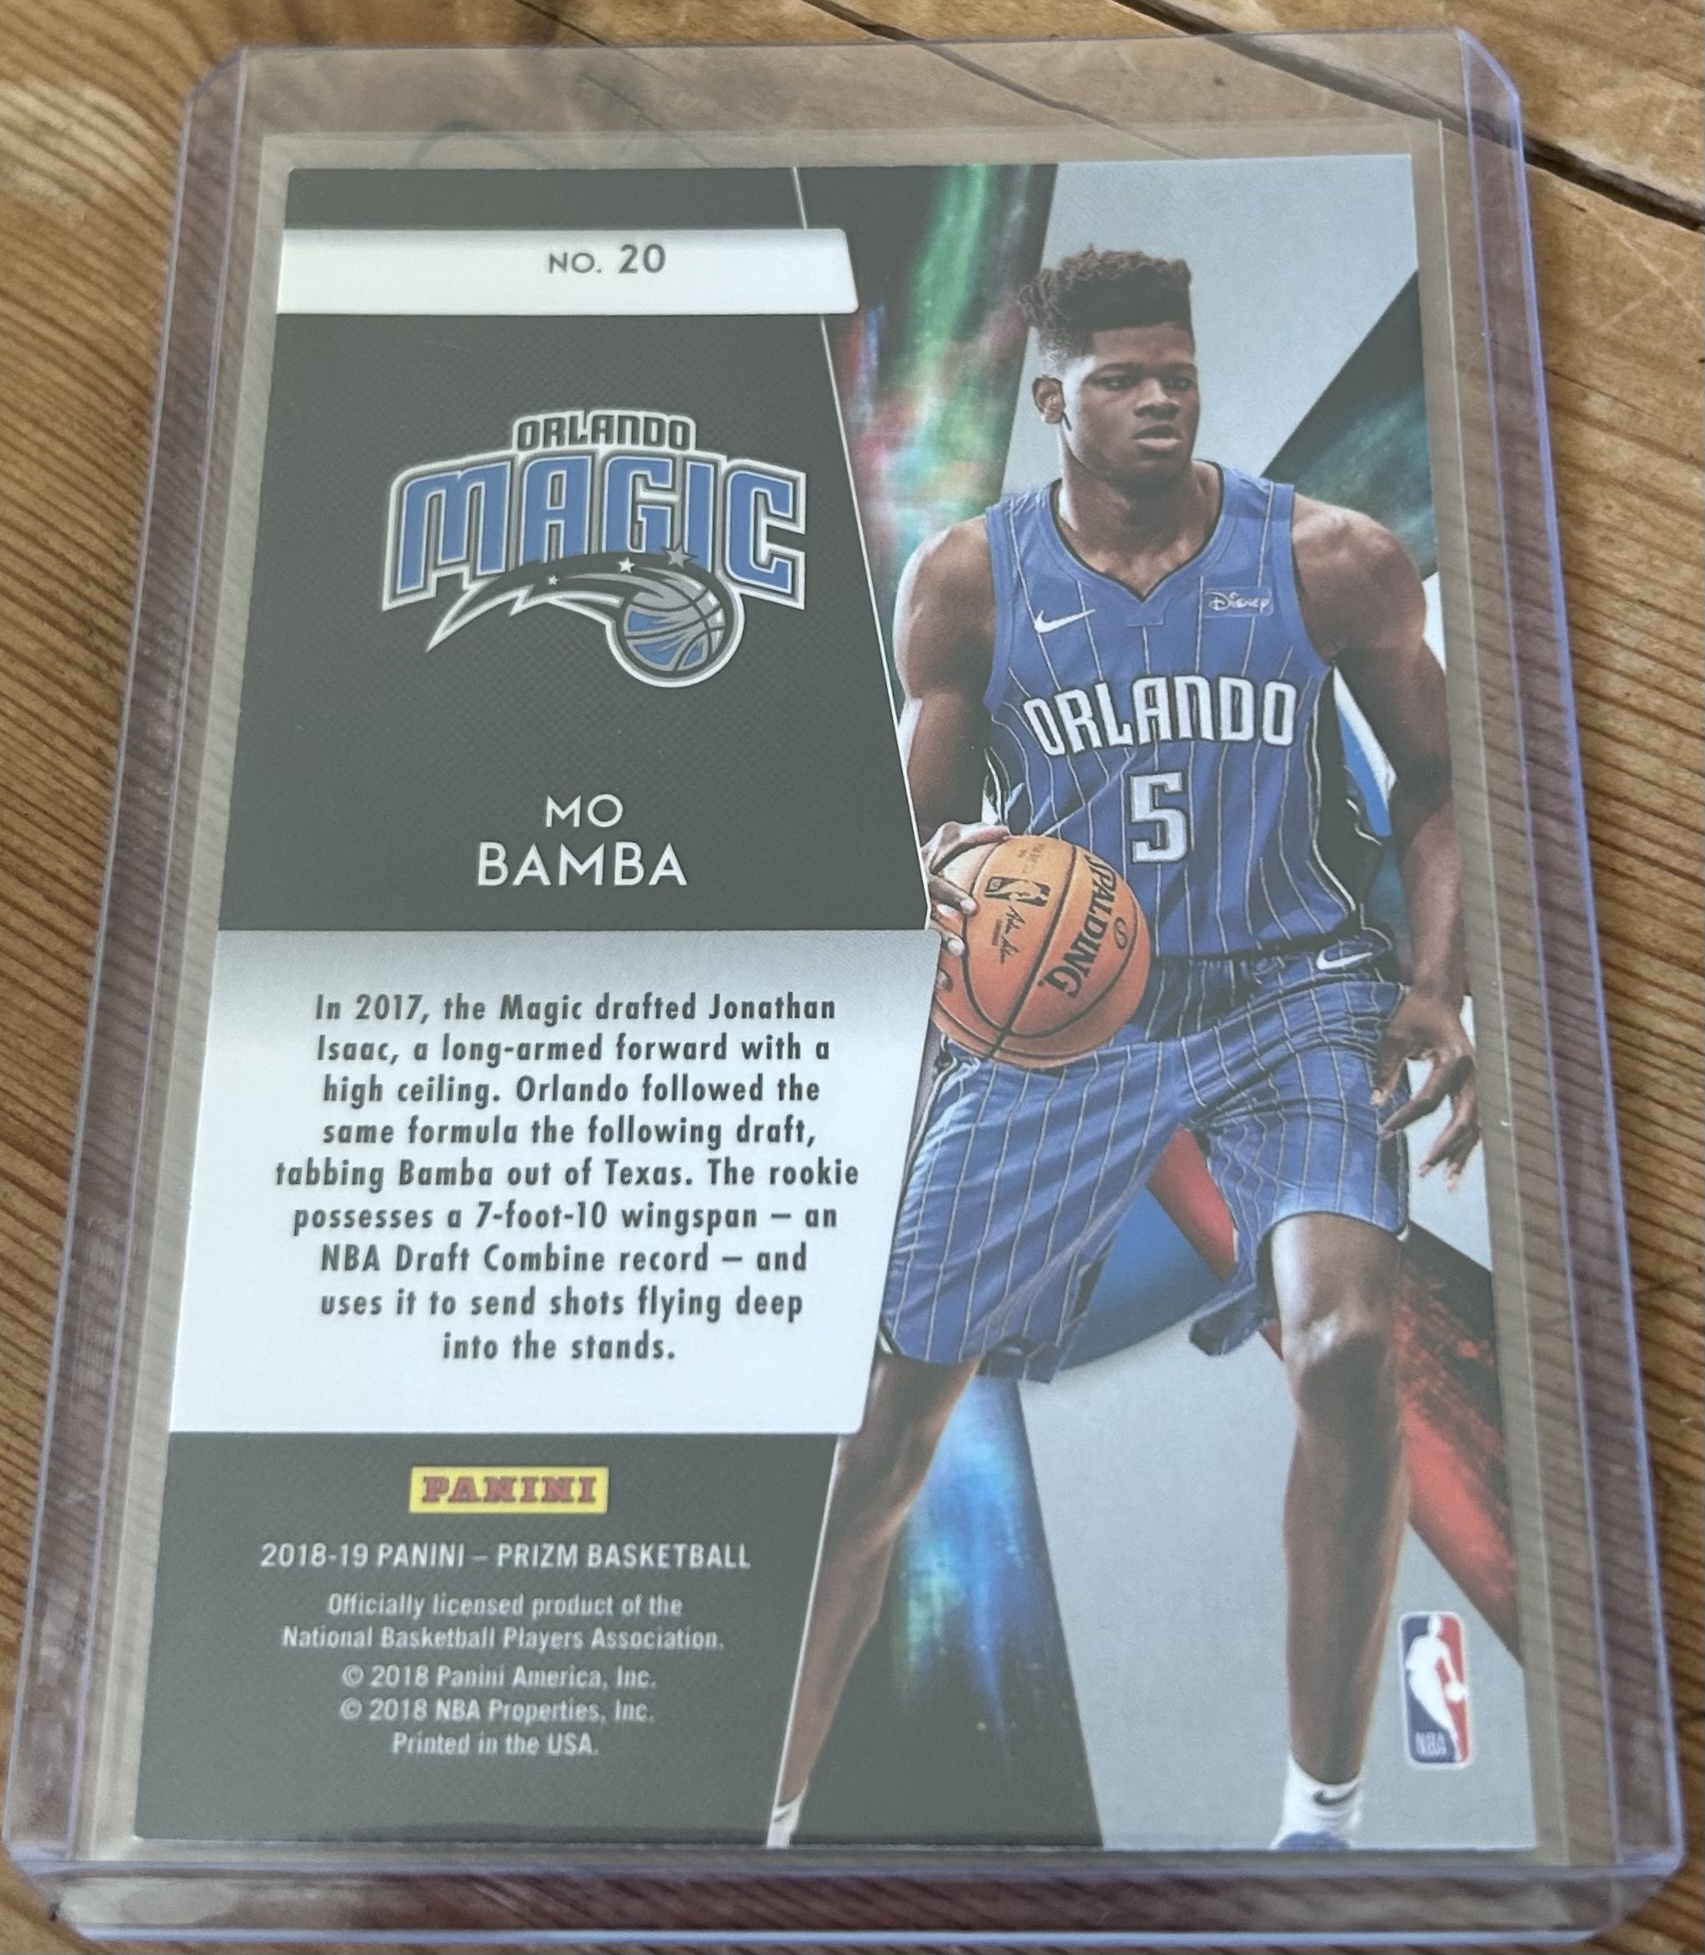 NO. 20
ORLANDO
MAGIC
MO
BAMBA
In 2017, the Magic drafted Jonathan
Isaac, a long-armed forward with a
high ceiling. Orlando followed the
same formula the following draft,
tabbing Bamba out of Texas. The rookie
possesses a 7-foot-10 wingspan – an
NBA Draft Combine record – and
uses it to send shots flying deep
into the stands.
PANINI
2018-19 PANINI – PRIZM BASKETBALL
Officially licensed product of the
National Basketball Players Association.
© 2018 Panini America, Inc.
© 2018 NBA Properties, Inc.
Printed in the USA.
Disney
ORLANDO
5
SPALDING
NBA